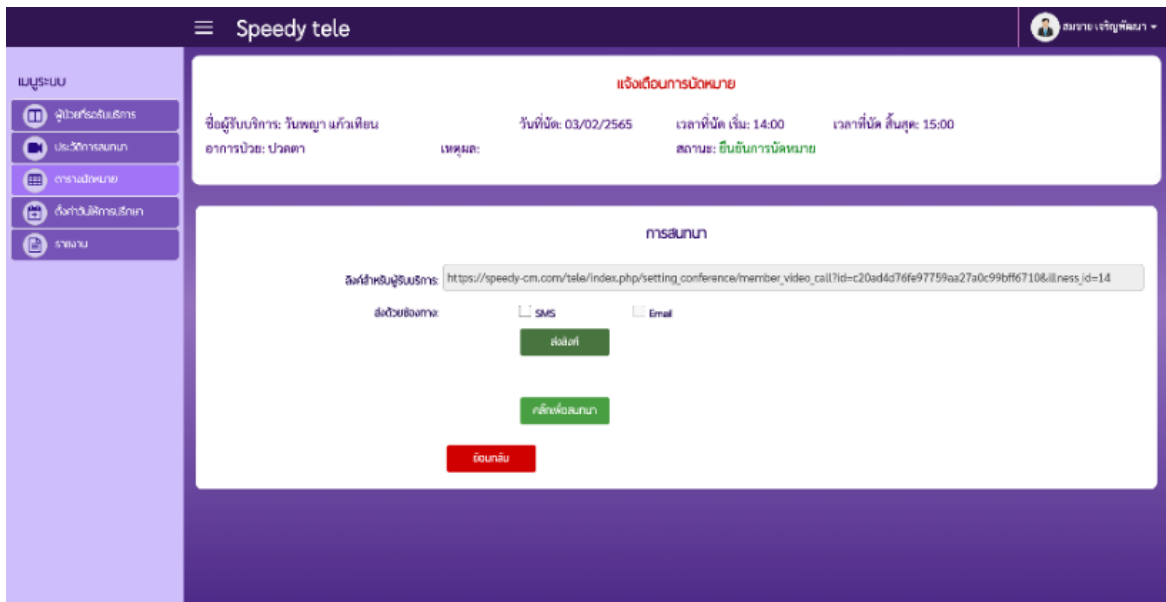 Speedy tele
สมชาย เจริญพัฒนา
เมนูระบบ
ผู้ป่วยที่รอรับบริการ
ประวัติการสนทนา
ตารางนัดหมาย
ตั้งค่าวันให้การปรึกษา
รายงาน
แจ้งเตือนการนัดหมาย
ชื่อผู้รับบริการ: วันพญา แก้วเทียน วันที่นัด: 03/02/2565 เวลาที่นัด เริ่ม: 14:00 เวลาที่นัด สิ้นสุด: 15:00
อาการป่วย: ปวดตา เหตุผล: สถานะ: ยืนยันการนัดหมาย
การสนทนา
ลิงค์สำหรับผู้รับบริการ: https://speedy-cm.com/tele/index.php/setting_conference/member_video_call?id=c20ad4d76fe97759aa27a0c99bff6710&illness_id=14
ส่งด้วยช่องทาง: SMS Email
ส่งลิงค์
คลิกเพื่อสนทนา
ย้อนกลับ